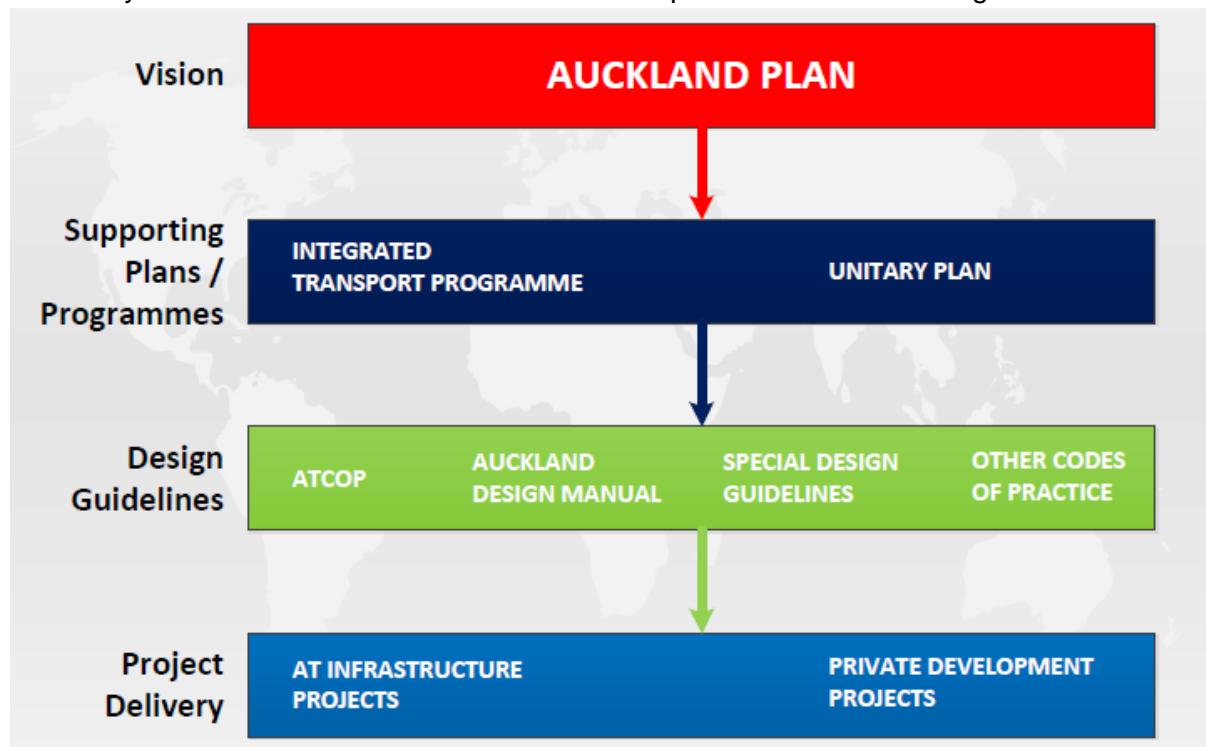 Vision
AUCKLAND PLAN
Supporting
Plans /
Programmes
INTEGRATED
TRANSPORT PROGRAMME
UNITARY PLAN
Design
Guidelines
ATCOP
AUCKLAND
DESIGN MANUAL
SPECIAL DESIGN
GUIDELINES
OTHER CODES
OF PRACTICE
Project
Delivery
AT INFRASTRUCTURE
PROJECTS
PRIVATE DEVELOPMENT
PROJECTS